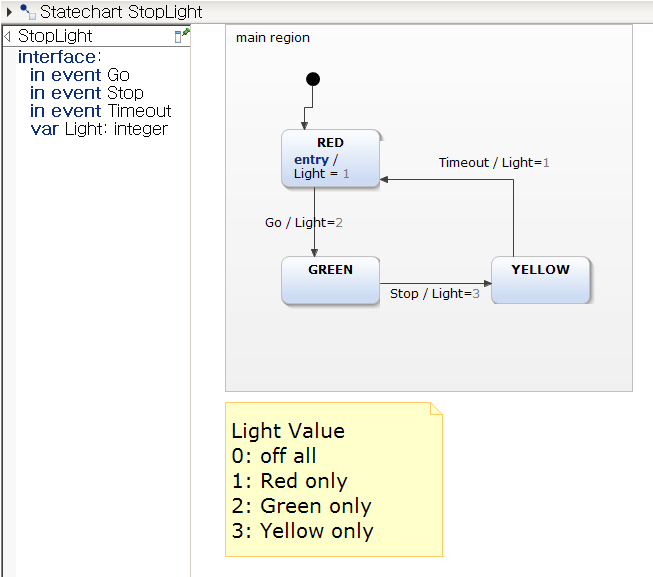 Statechart StopLight
StopLight
interface:
in event Go
in event Stop
in event Timeout
var Light: integer
main region
RED
entry /
Light = 1
Timeout / Light=1
Go / Light=2
GREEN
YELLOW
Stop / Light=3
Light Value
0: off all
1: Red only
2: Green only
3: Yellow only